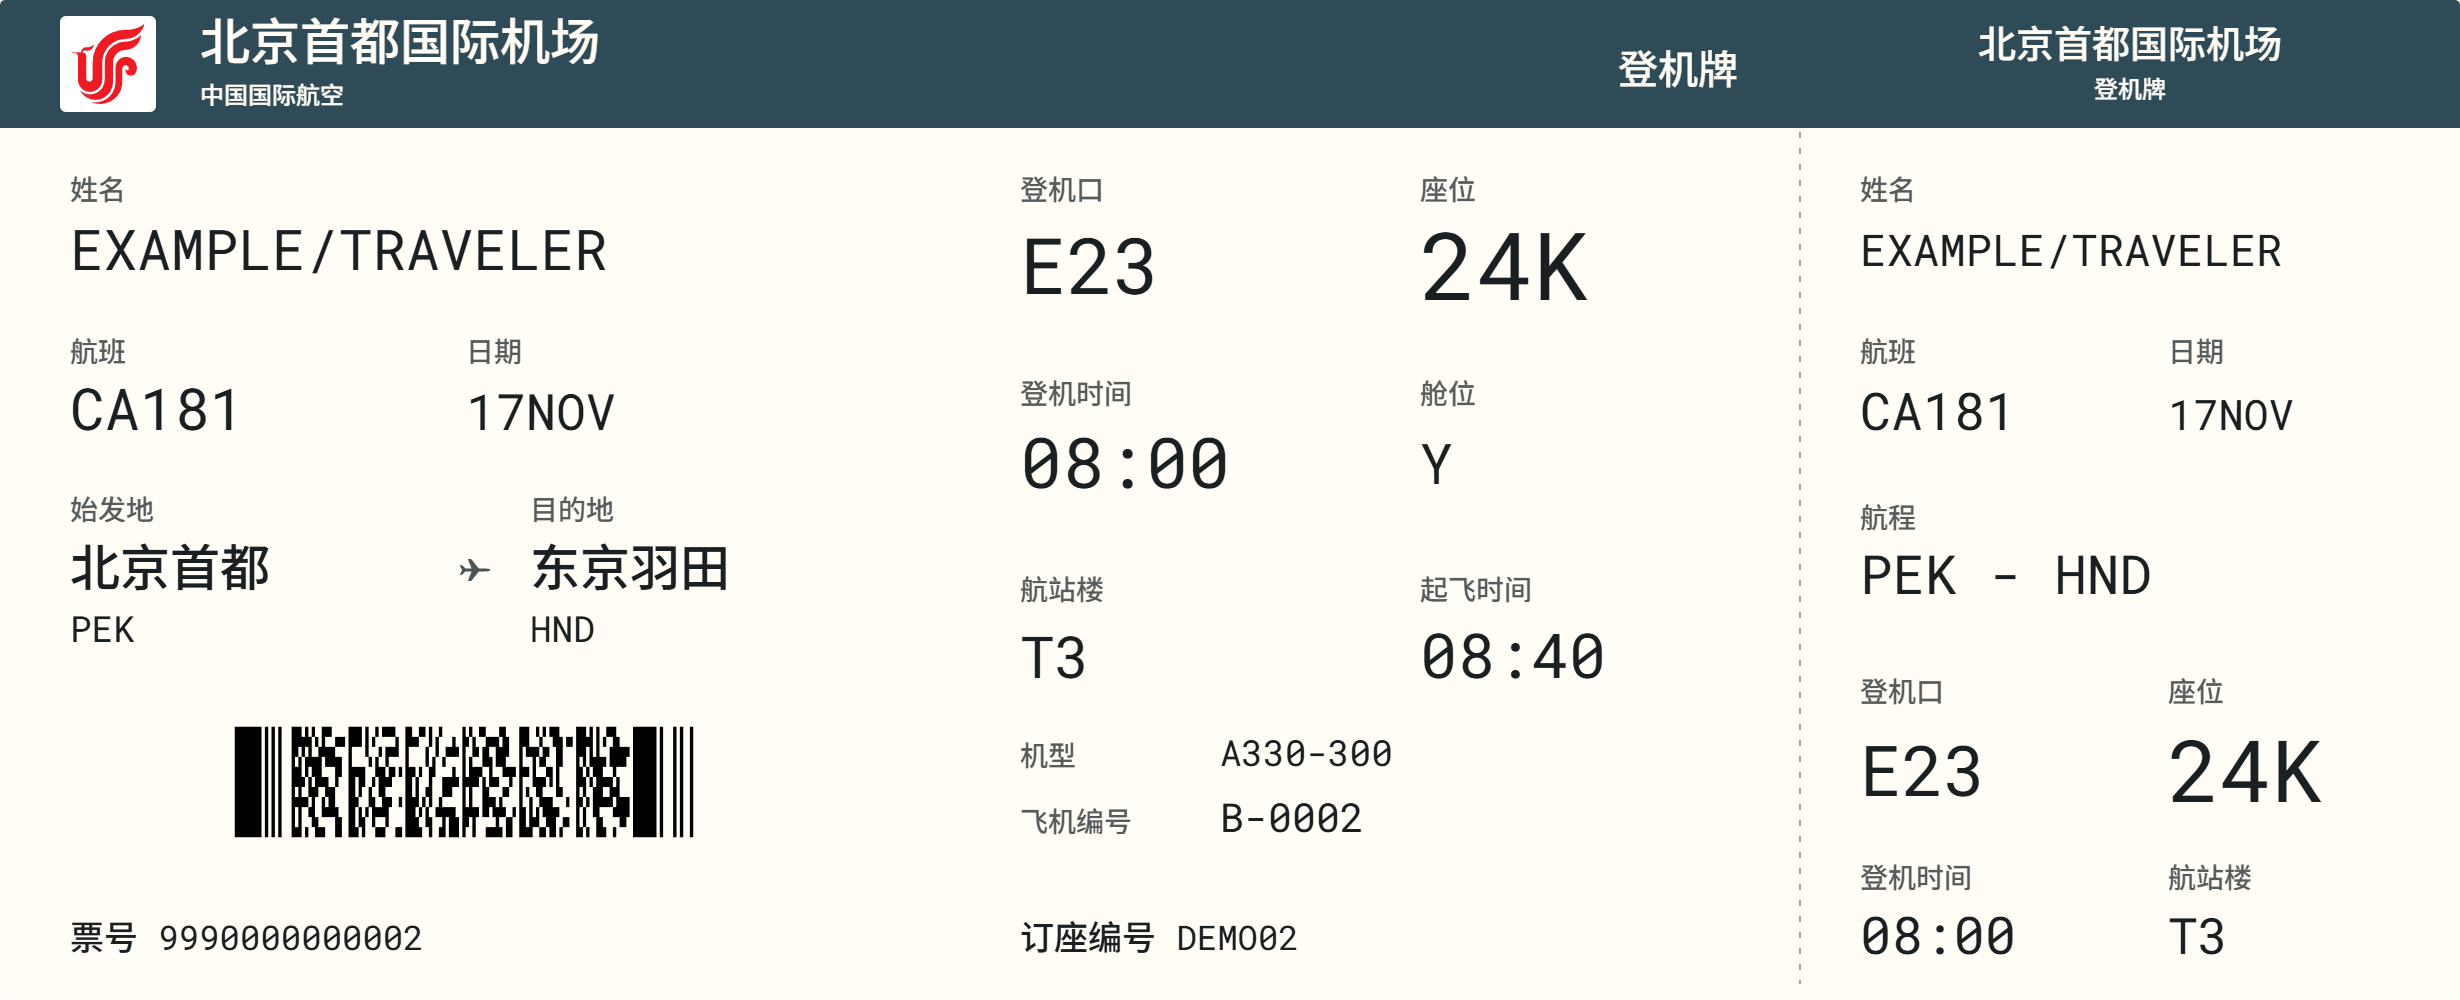 北京首都国际机场
中国国际航空
登机牌
北京首都国际机场
登机牌
姓名
EXAMPLE/TRAVELER
航班 日期
CA181 17NOV
始发地 目的地
北京首都 东京羽田
PEK HND
票号 9990000000002
登机口 座位
E23 24K
登机时间 舱位
08:00 Y
航站楼 起飞时间
T3 08:40
机型 A330-300
飞机编号 B-0002
订座编号 DEMO02
姓名
EXAMPLE/TRAVELER
航班 日期
CA181 17NOV
航程
PEK - HND
登机口 座位
E23 24K
登机时间 航站楼
08:00 T3